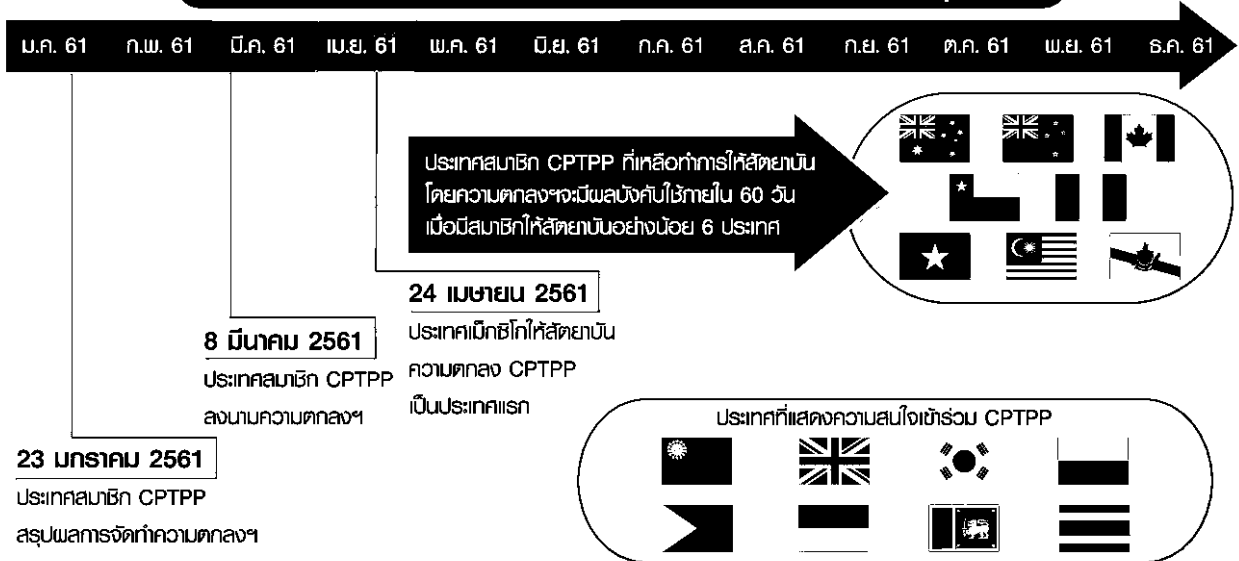 ม.ค. 61 ก.พ. 61 มี.ค. 61 เม.ย. 61 พ.ค. 61 มิ.ย. 61 ก.ค. 61 ส.ค. 61 ก.ย. 61 ต.ค. 61 พ.ย. 61 ธ.ค. 61
ประเทศสมาชิก CPTPP ที่เหลือทำการให้สัตยาบัน
โดยความตกลงฯจะมีผลบังคับใช้ภายใน 60 วัน
เมื่อมีสมาชิกให้สัตยาบันอย่างน้อย 6 ประเทศ
24 เมษายน 2561
ประเทศเม็กซิโกให้สัตยาบัน
ความตกลง CPTPP
เป็นประเทศแรก
8 มีนาคม 2561
ประเทศสมาชิก CPTPP
ลงนามความตกลงฯ
23 มกราคม 2561
ประเทศสมาชิก CPTPP
สรุปผลการจัดทำความตกลงฯ
ประเทศที่แสดงความสนใจเข้าร่วม CPTPP